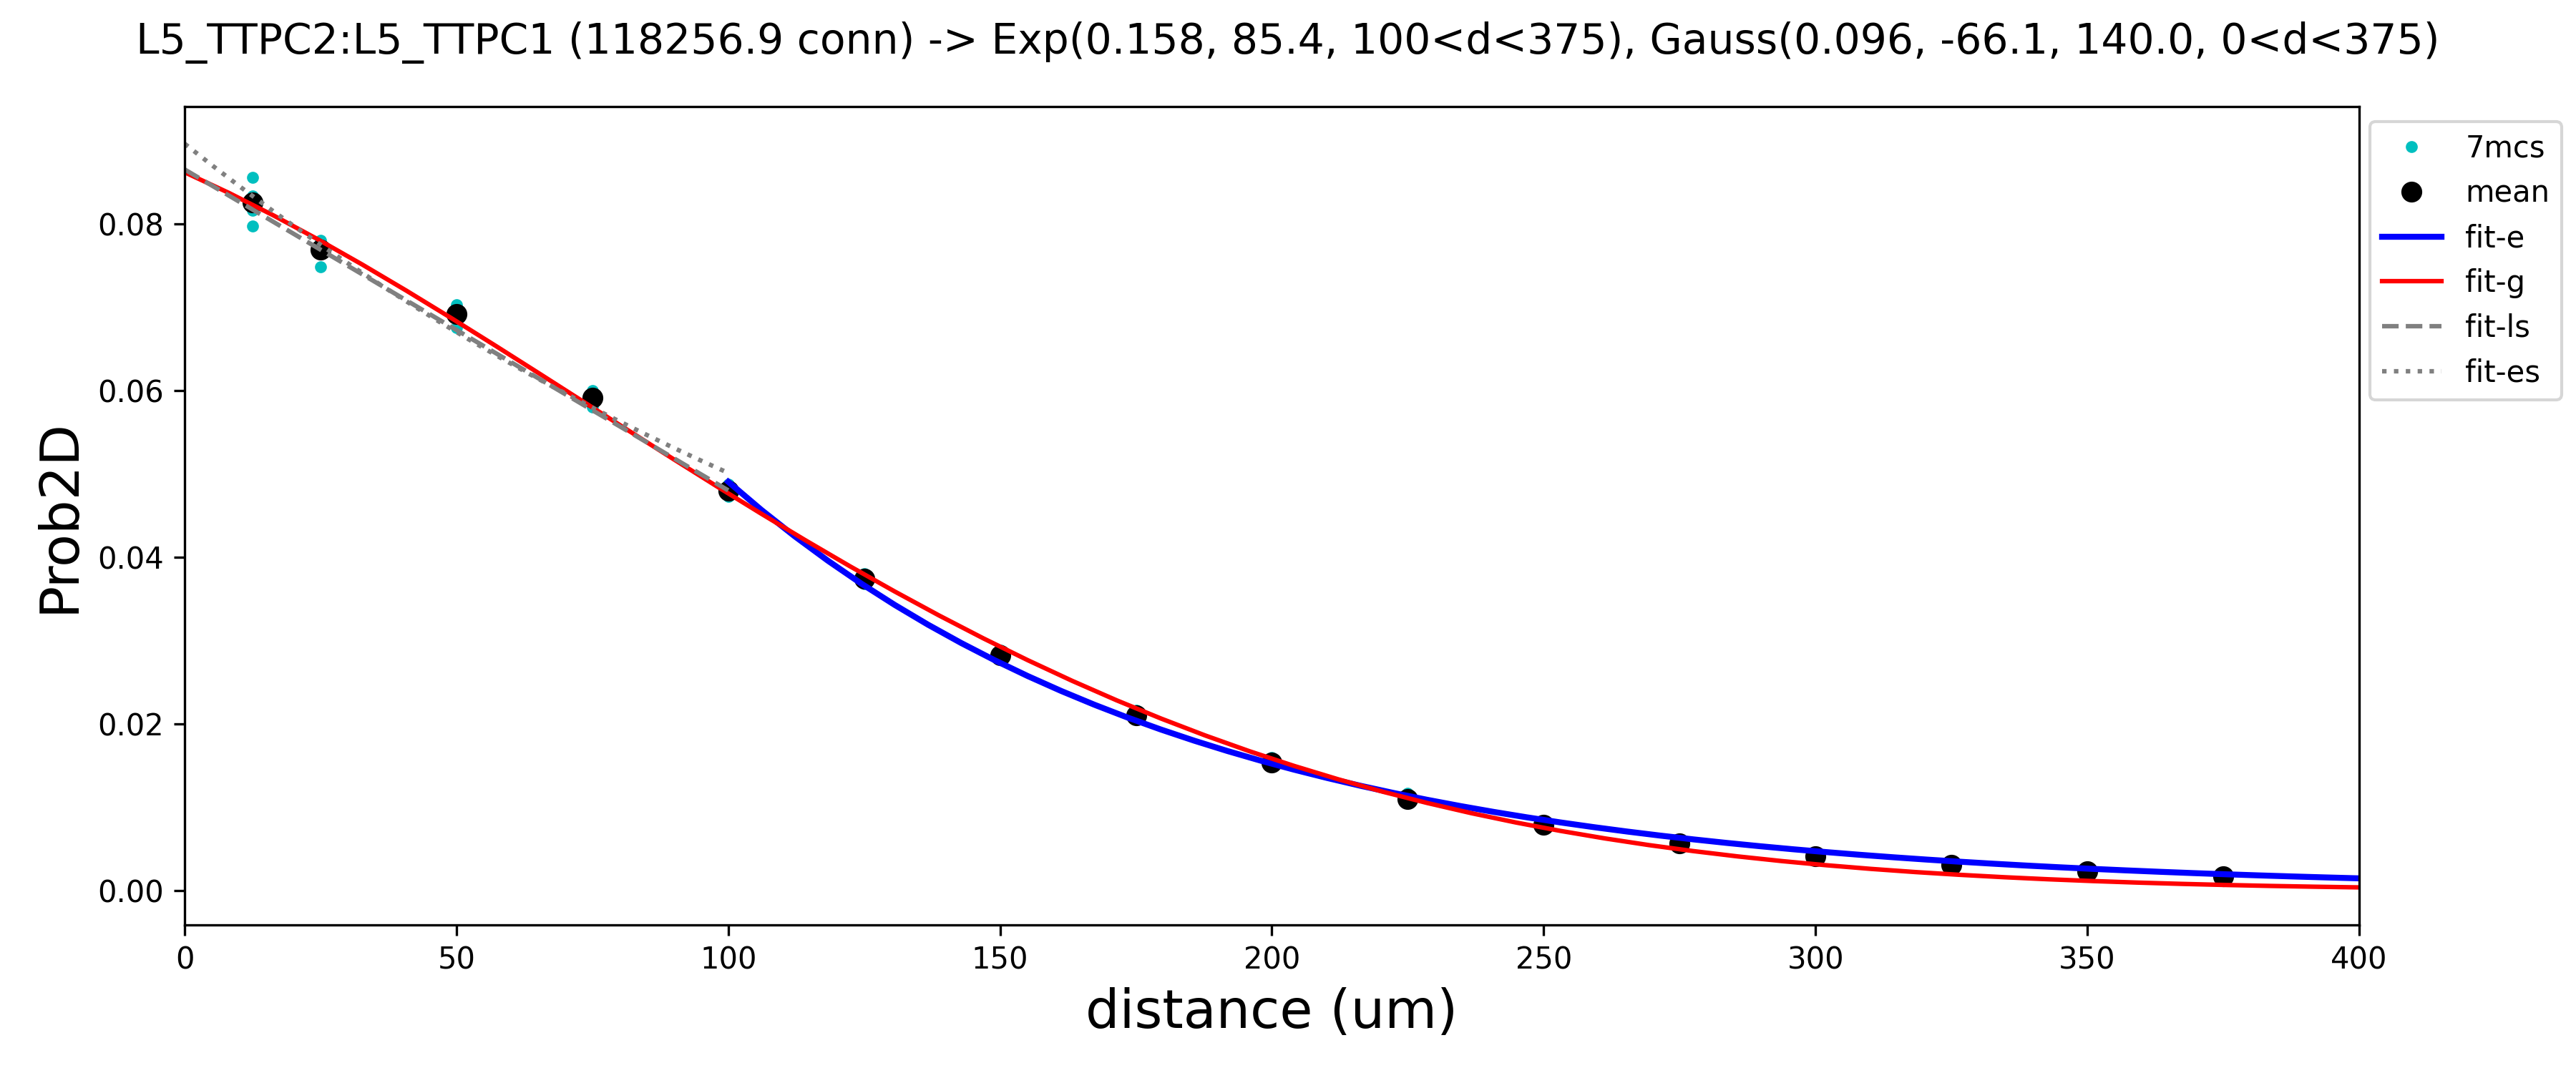 L5_TTPC2:L5_TTPC1 (118256.9 conn) -> Exp(0.158, 85.4, 100<d<375), Gauss(0.096, -66.1, 140.0, 0<d<375)
7mcs
mean
fit-e
fit-g
fit-ls
fit-es
Prob2D
0.08
0.06
0.04
0.02
0.00
0 50 100 150 200 250 300 350 400
distance (um)